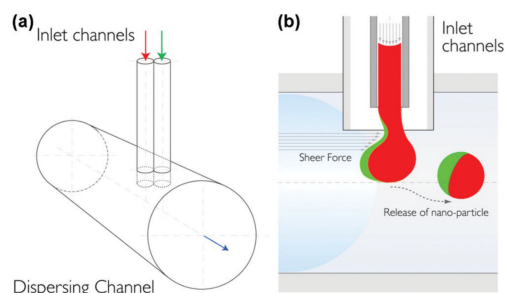 (a)
Inlet channels
Dispersing Channel
(b)
Inlet
channels
Sheer Force
Release of nano-particle